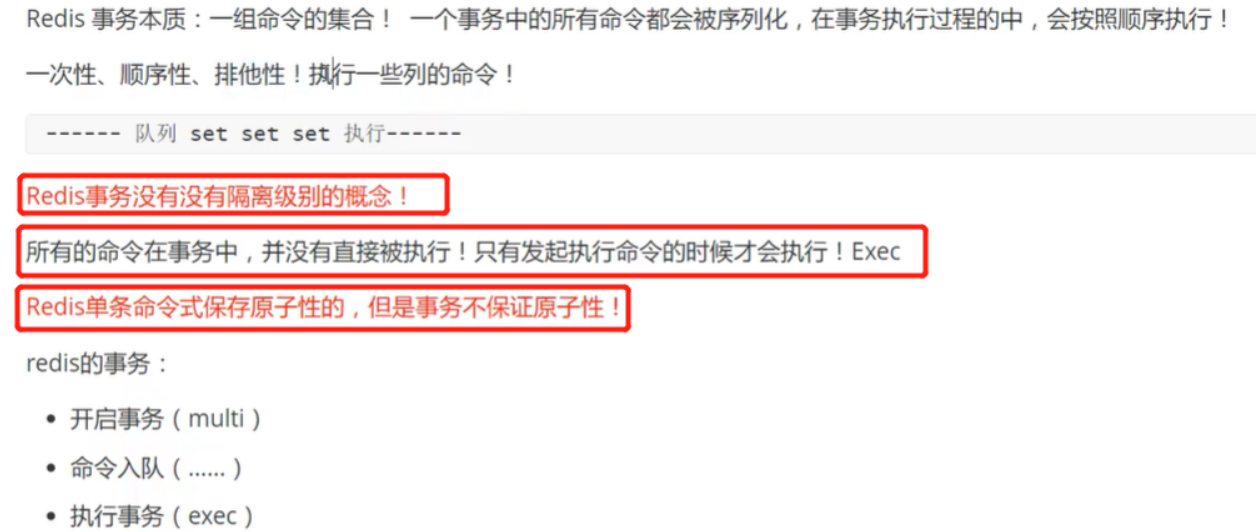 Redis 事务本质：一组命令的集合！ 一个事务中的所有命令都会被序列化，在事务执行过程的中，会按照顺序执行！
一次性、顺序性、排他性！执行一些列的命令！
------ 队列 set set set 执行------
Redis事务没有没有隔离级别的概念！
所有的命令在事务中，并没有直接被执行！只有发起执行命令的时候才会执行！Exec
Redis单条命令式保存原子性的，但是事务不保证原子性！
redis的事务：
• 开启事务（multi）
• 命令入队（......）
• 执行事务（exec）